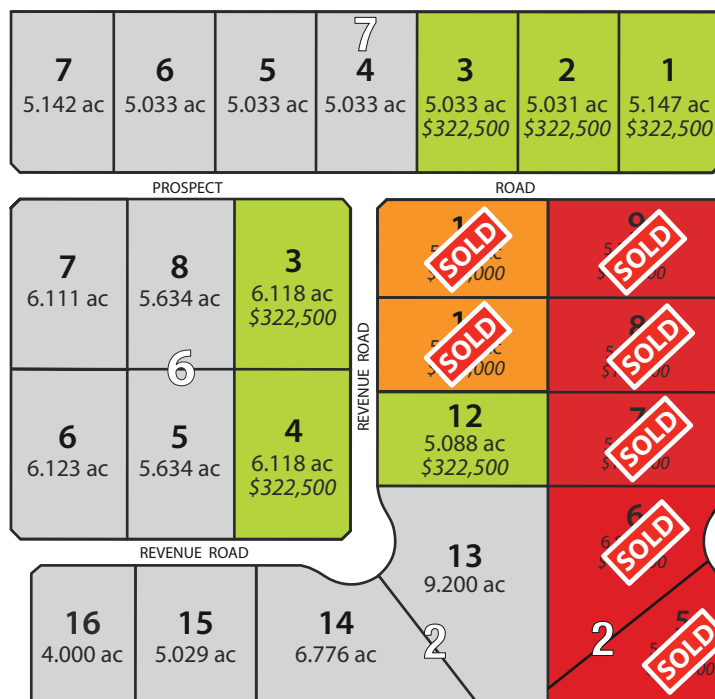 7
7
5.142 ac
6
5.033 ac
5
5.033 ac
4
5.033 ac
3
5.033 ac
$322,500
2
5.031 ac
$322,500
1
5.147 ac
$322,500
PROSPECT ROAD
7
6.111 ac
8
5.634 ac
3
6.118 ac
$322,500
6
6
6.123 ac
5
5.634 ac
4
6.118 ac
$322,500
REVENUE ROAD
SOLD
9
SOLD
SOLD
8
SOLD
12
5.088 ac
$322,500
7
SOLD
13
9.200 ac
6
SOLD
REVENUE ROAD
16
4.000 ac
15
5.029 ac
14
6.776 ac
2
2
5
SOLD